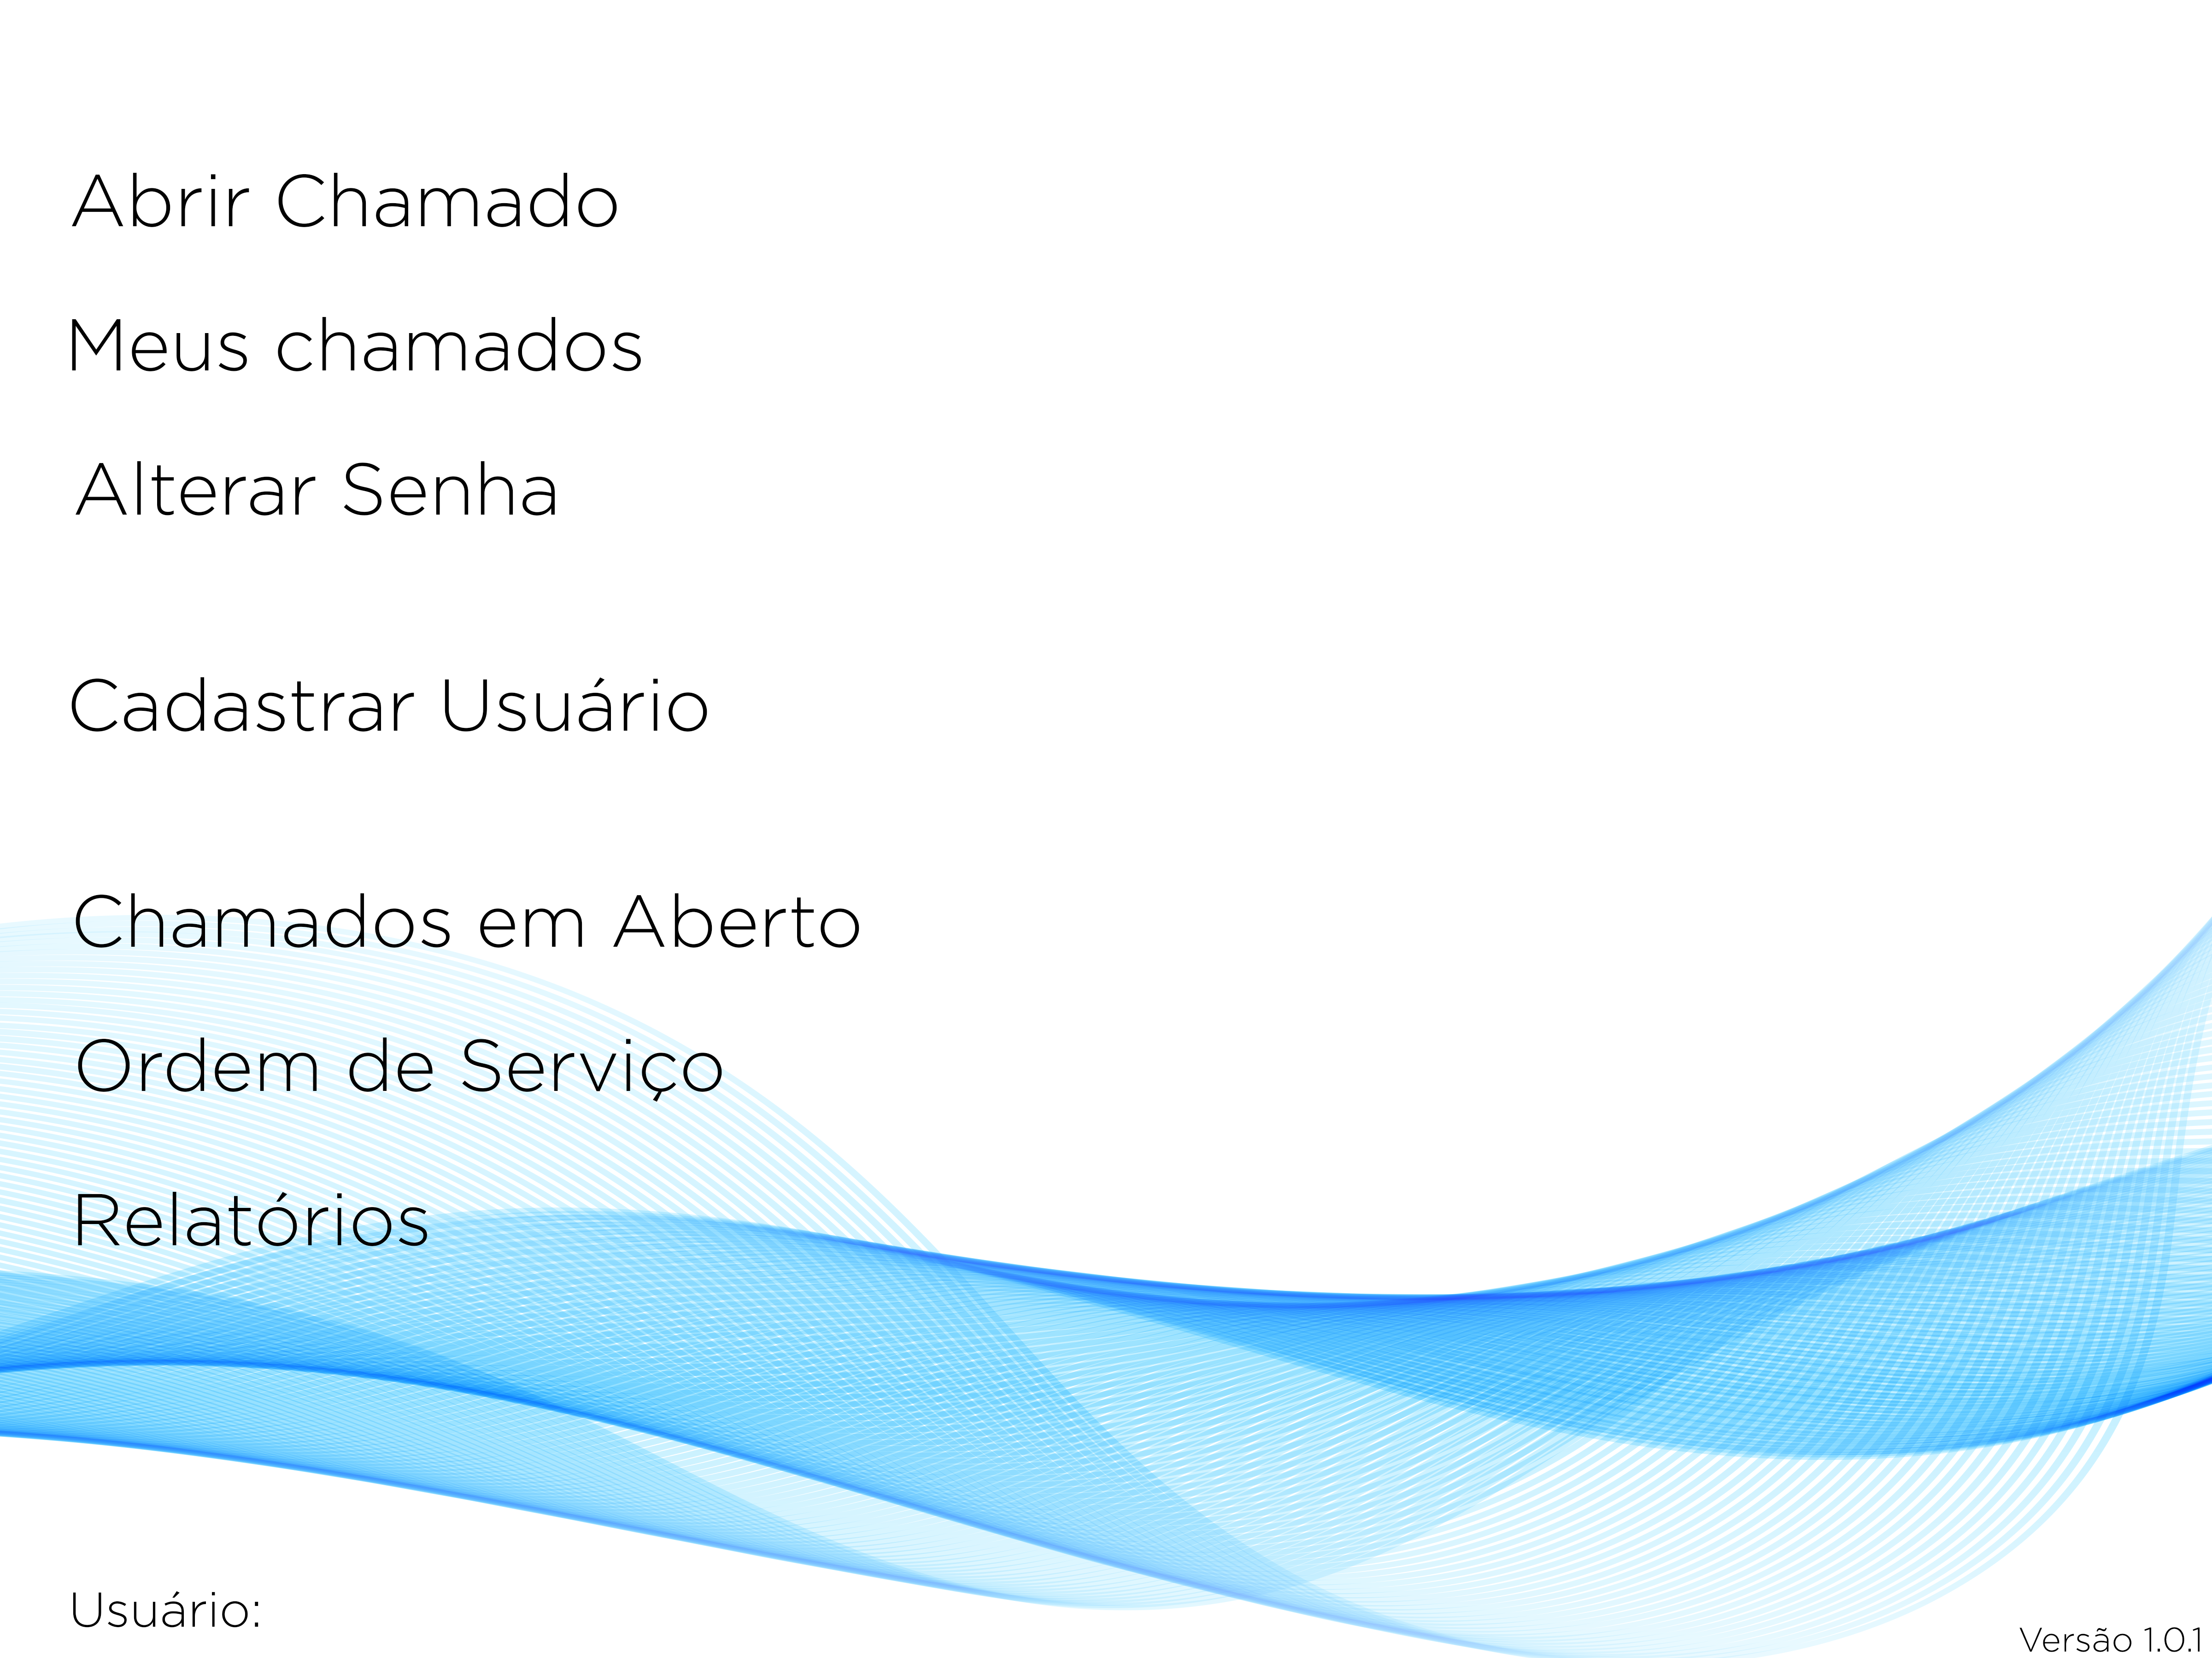 Abrir Chamado
Meus chamados
Alterar Senha
Cadastrar Usuário
Chamados em Aberto
Ordem de Serviço
Relatórios
Usuário:
Versão 1.0.1